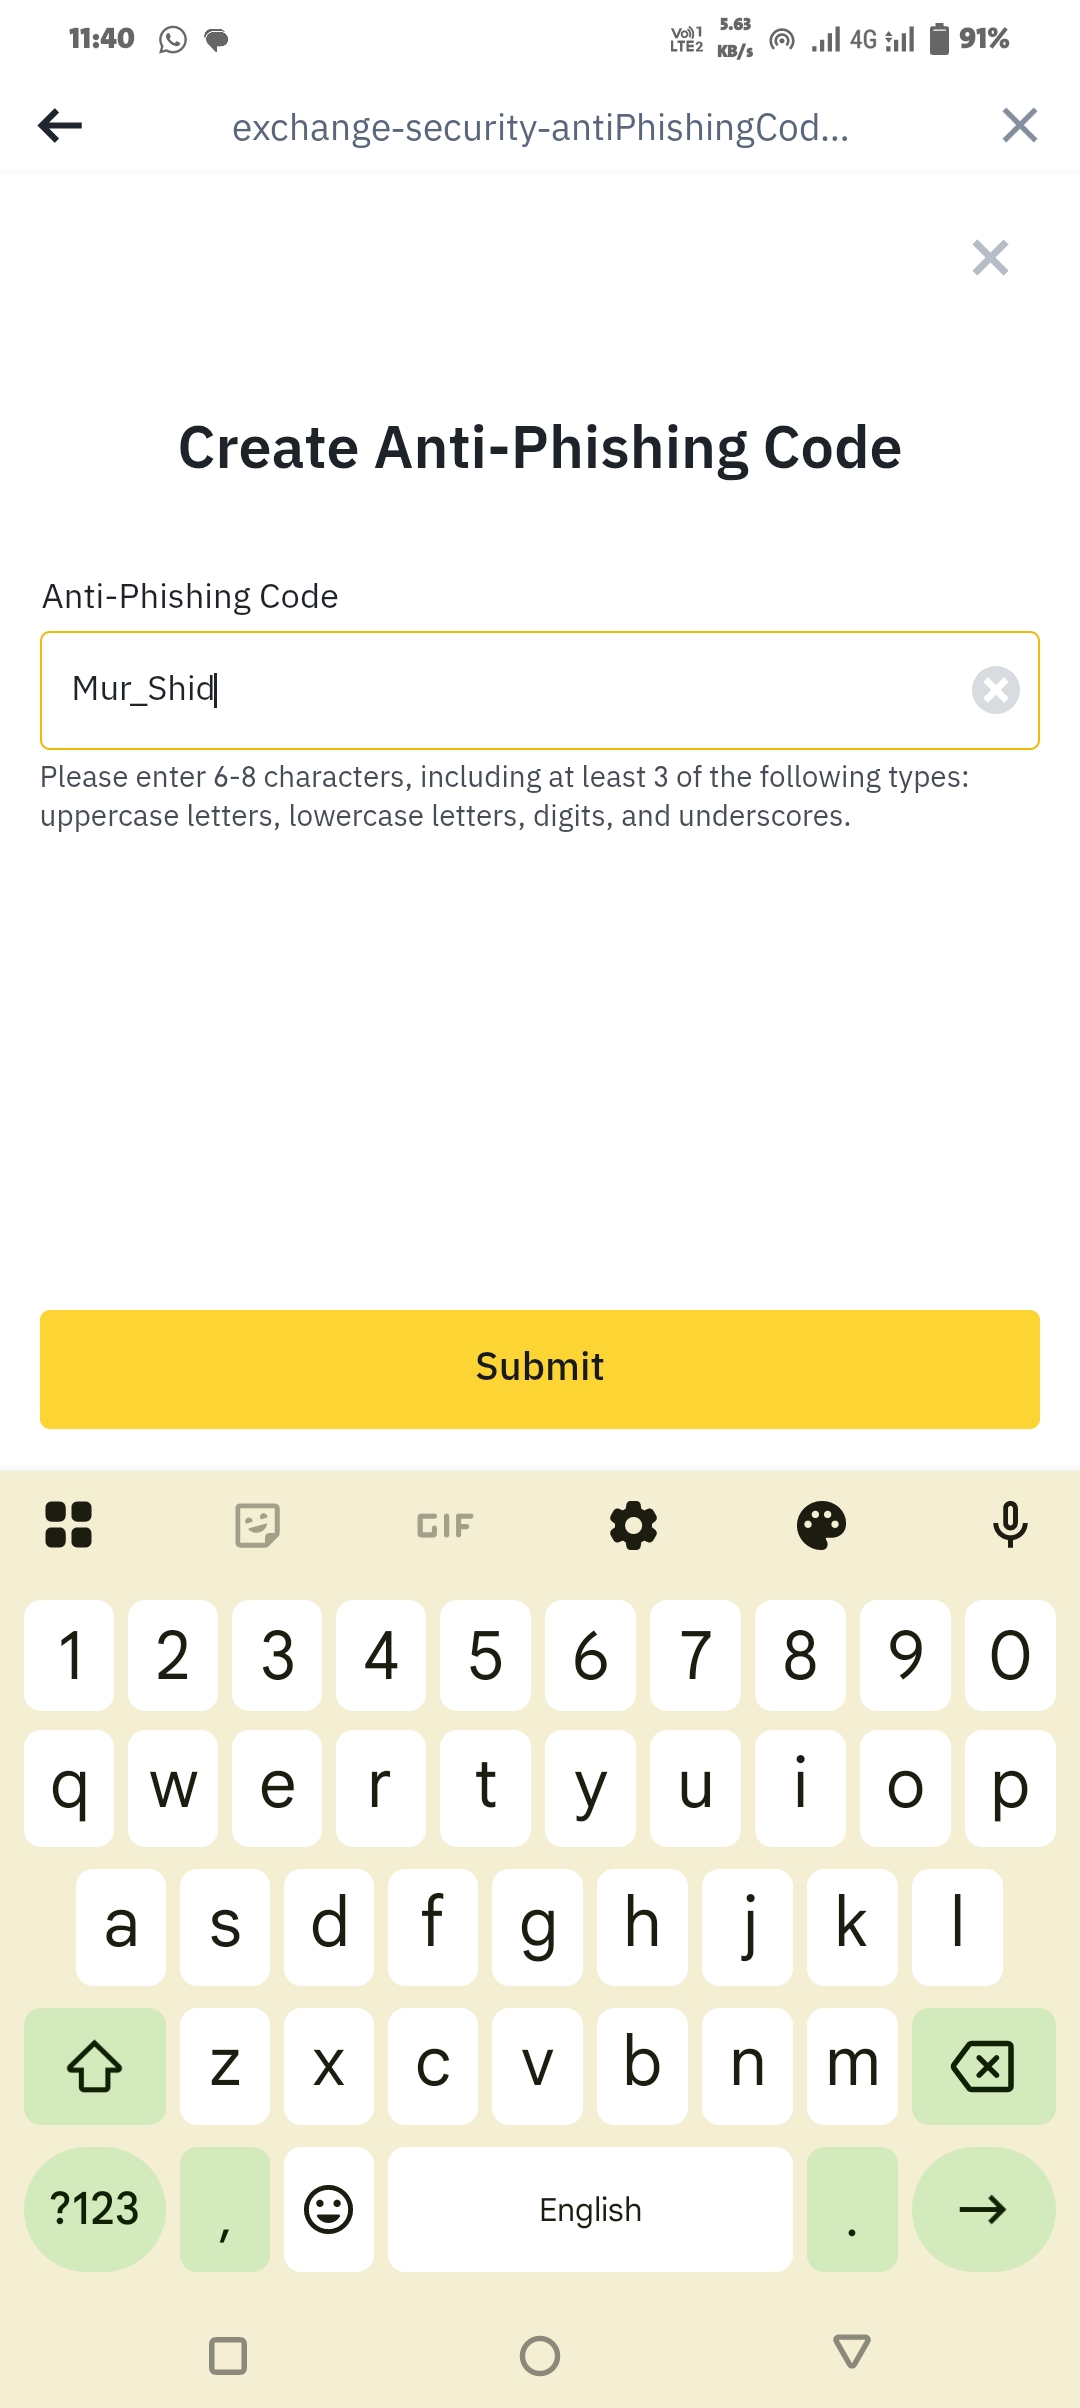 11:40 Vo)) 1 LTE2 5.63 KB/s 4G 91%
exchange-security-antiPhishingCod...
Create Anti-Phishing Code
Anti-Phishing Code
Mur_Shid
Please enter 6-8 characters, including at least 3 of the following types:
uppercase letters, lowercase letters, digits, and underscores.
Submit
GIF
1 2 3 4 5 6 7 8 9 0
q w e r t y u i o p
a s d f g h j k l
z x c v b n m
?123 , English .